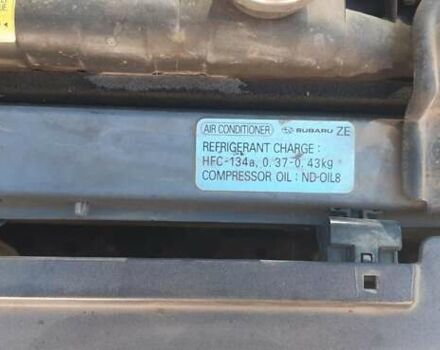 AIR CONDITIONER SUBARU ZE
REFRIGERANT CHARGE :
HFC-134a, 0. 37-0. 43kg
COMPRESSOR OIL : ND-OIL8